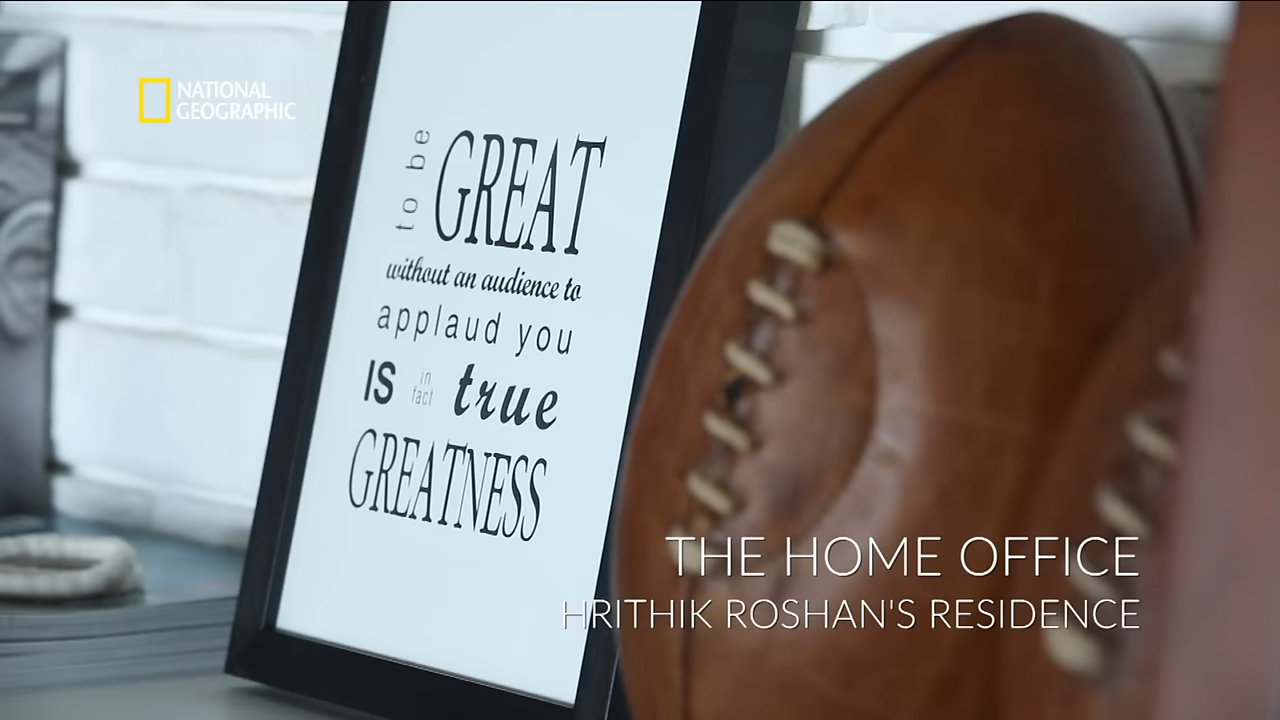 NATIONAL
GEOGRAPHIC
to be GREAT
without an audience to
applaud you
IS in fact true
GREATNESS
THE HOME OFFICE
HRITHIK ROSHAN'S RESIDENCE